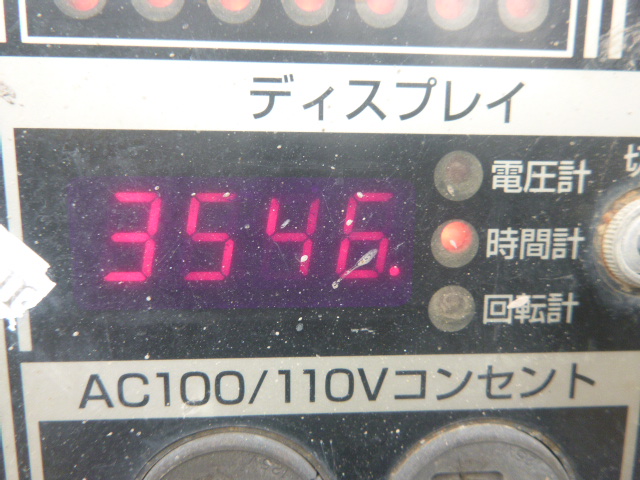 ディスプレイ
電圧計
3546.
時間計
回転計
AC100/110Vコンセント